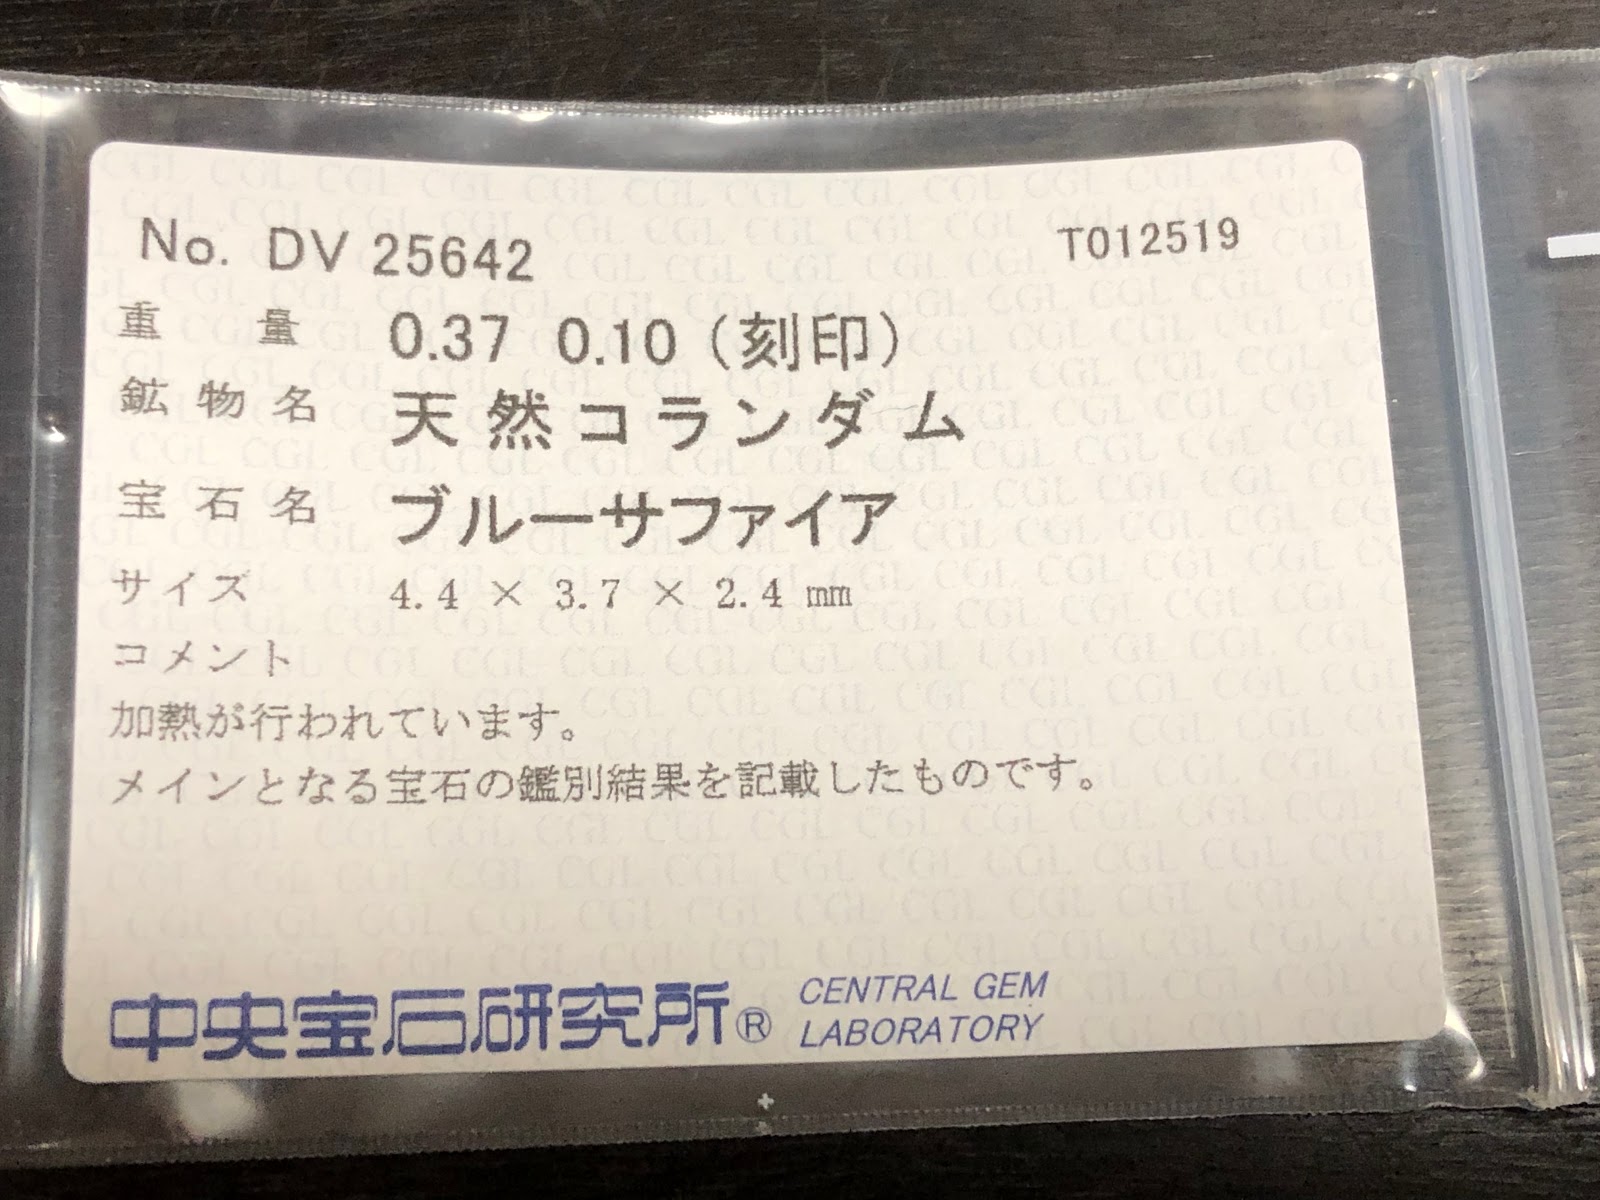 No. DV 25642
T012519
重量 0.37 0.10 (刻印)
鉱物名 天然コランダム
宝石名 ブルーサファイア
サイズ 4.4 × 3.7 × 2.4 mm
コメント
加熱が行われています。
メインとなる宝石の鑑別結果を記載したものです。
中央宝石研究所® CENTRAL GEM
LABORATORY